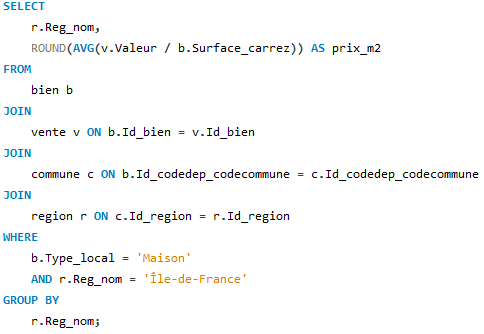 SELECT
r.Reg_nom,
ROUND(AVG(v.Valeur / b.Surface_carrez)) AS prix_m2
FROM
bien b
JOIN
vente v ON b.Id_bien = v.Id_bien
JOIN
commune c ON b.Id_codedep_codecommune = c.Id_codedep_codecommune
JOIN
region r ON c.Id_region = r.Id_region
WHERE
b.Type_local = 'Maison'
AND r.Reg_nom = 'Île-de-France'
GROUP BY
r.Reg_nom;